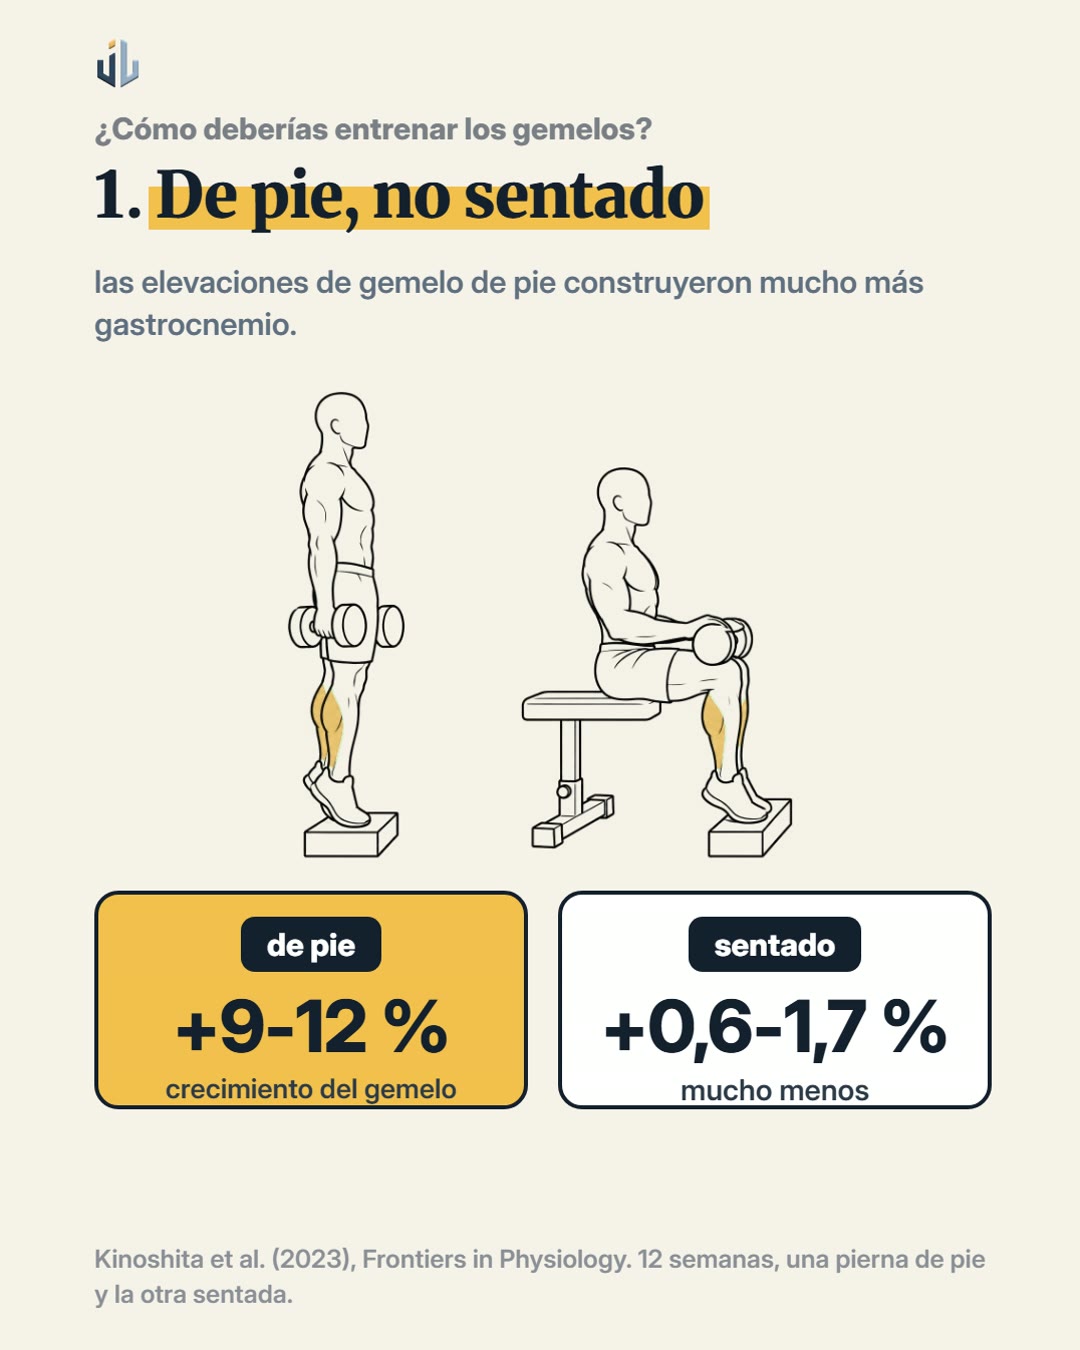 ¿Cómo deberías entrenar los gemelos?
1. De pie, no sentado
las elevaciones de gemelo de pie construyeron mucho más
gastrocnemio.
de pie
+9-12 %
crecimiento del gemelo
sentado
+0,6-1,7 %
mucho menos
Kinoshita et al. (2023), Frontiers in Physiology. 12 semanas, una pierna de pie
y la otra sentada.